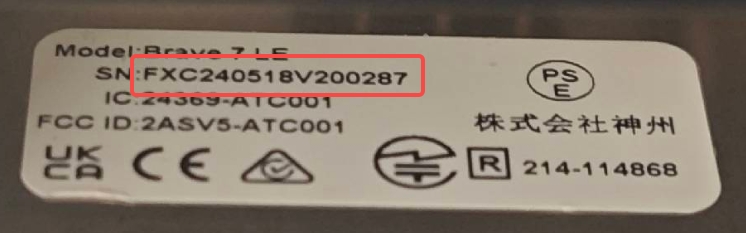 Model:Brave 7 LE
SN:FXC240518V200287
IC:24369-ATC001
FCC ID:2ASV5-ATC001
UK
CA
CE
PS
E
株式会社神州
R 214-114868